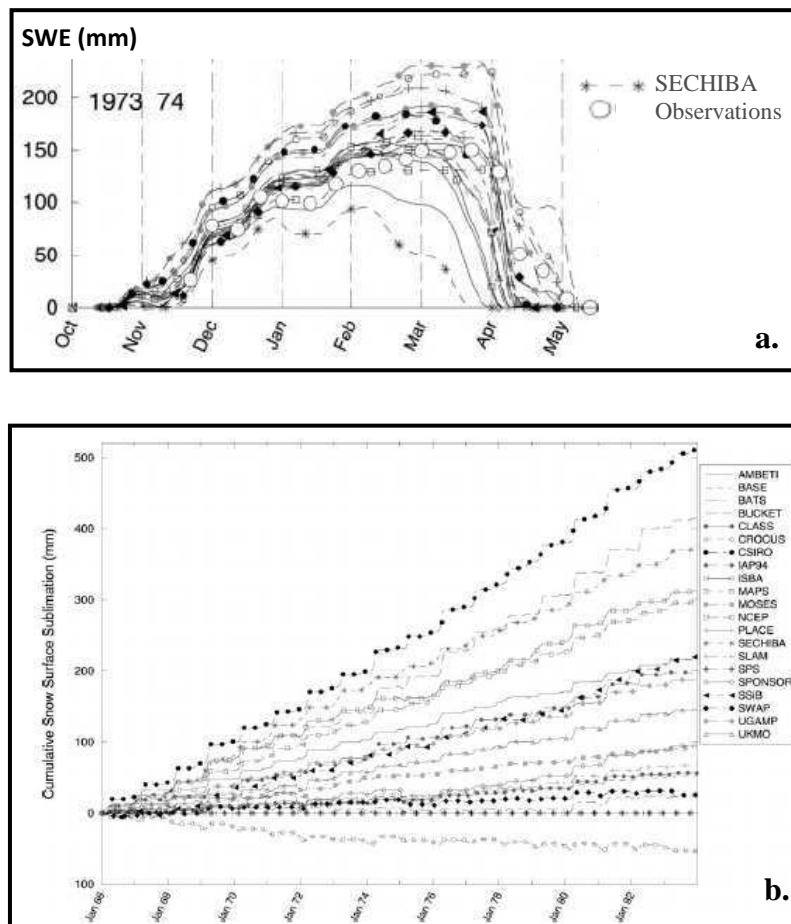 SWE (mm)
200
150
100
50
0
1973 74
SECHIBA
Observations
Oct
Nov
Dec
Jan
Feb
Mar
Apr
May
a.
Cumulative Snow Surface Sublimation (mm)
500
400
300
200
100
0
100
Jan 66
Jan 68
Jan 70
Jan 72
Jan 74
Jan 76
Jan 78
Jan 80
Jan 82
AMBETI
BASE
BATS
BUCKET
CLASS
CROCUS
CSIRO
IAP94
ISBA
MAPS
MOSES
NCEP
PLACE
SECHIBA
SLAM
SPS
SPONSOR
SSiB
SWAP
UGAMP
UKMO
b.